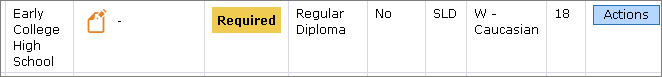 Early
College
High
School
-
Required
Regular
Diploma
No
SLD
W -
Caucasian
18
Actions